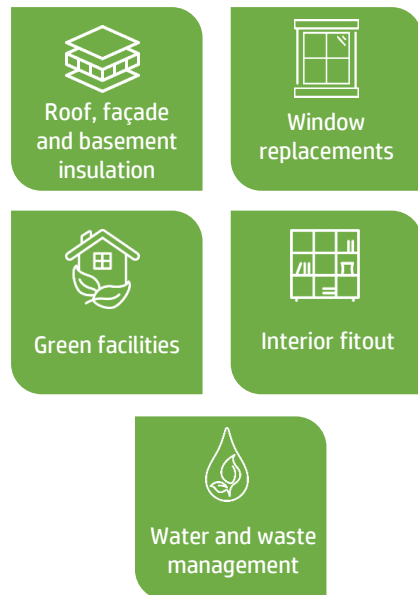 Roof, façade
and basement
insulation
Window
replacements
Green facilities
Interior fitout
Water and waste
management